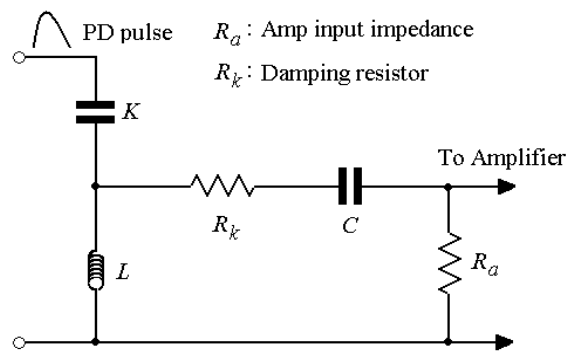 PD pulse
Ra : Amp input impedance
Rk : Damping resistor
K
To Amplifier
Rk
C
Ra
L